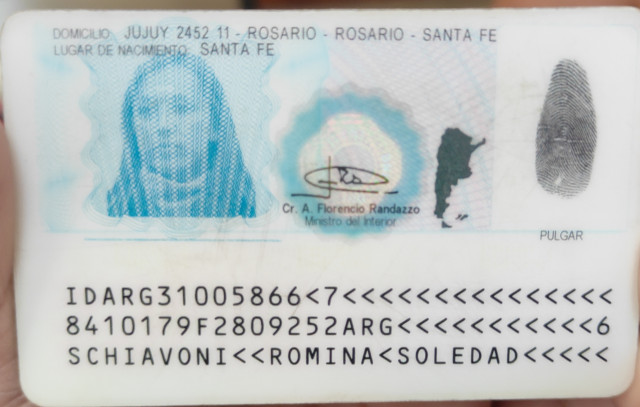 DOMICILIO: JUJUY 2452 11 - ROSARIO - ROSARIO - SANTA FE
LUGAR DE NACIMIENTO: SANTA FE
Cr. A. Florencio Randazzo
Ministro del Interior
PULGAR
IDARG31005866<7<<<<<<<<<<<<<<<
8410179F2809252ARG<<<<<<<<<<<6
SCHIAVONI<<ROMINA<SOLEDAD<<<<<